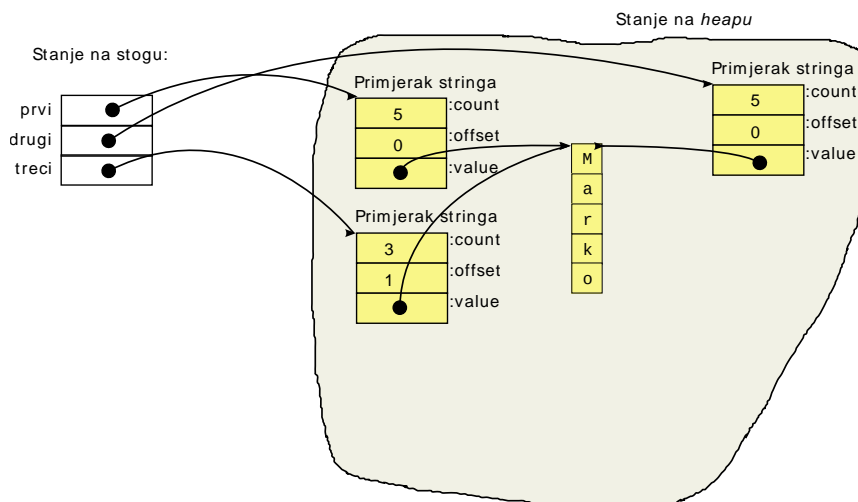 Stanje na heapu
Stanje na stogu:
prvi
drugi
treci
Primjerak stringa
5 :count
0 :offset
:value
Primjerak stringa
3 :count
1 :offset
:value
M
a
r
k
o
Primjerak stringa
5 :count
0 :offset
:value